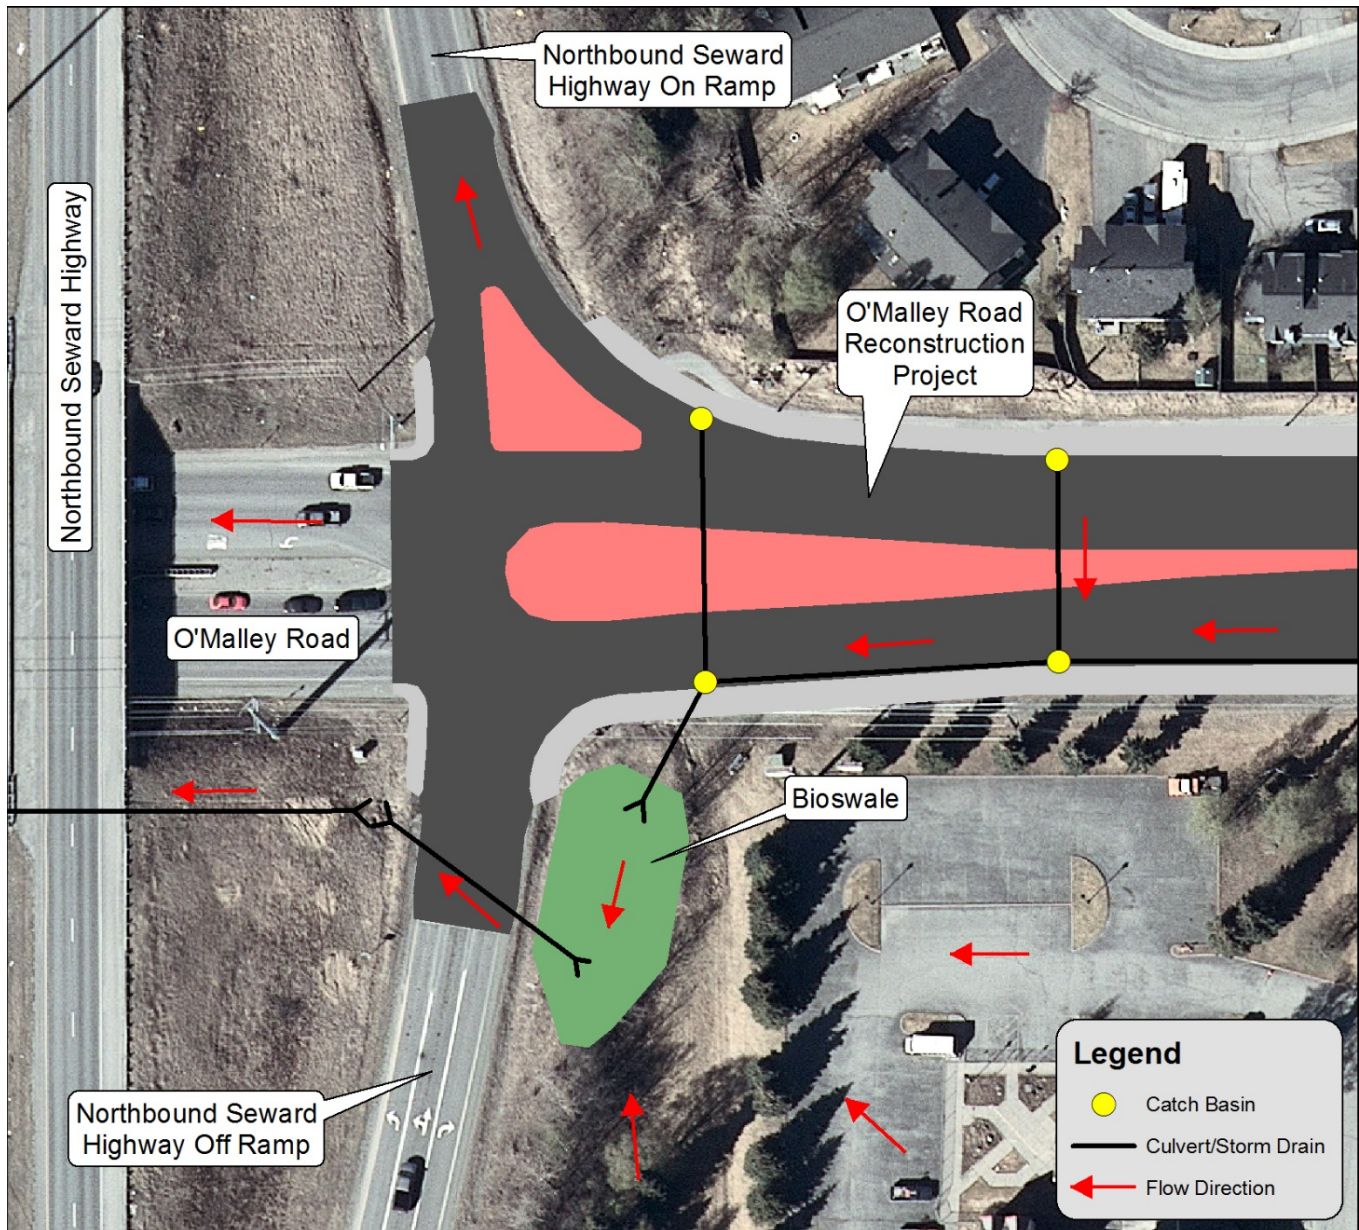 Northbound Seward
Highway On Ramp
Northbound Seward Highway
O'Malley Road
Reconstruction
Project
O'Malley Road
Bioswale
Northbound Seward
Highway Off Ramp
Legend
Catch Basin
Culvert/Storm Drain
Flow Direction